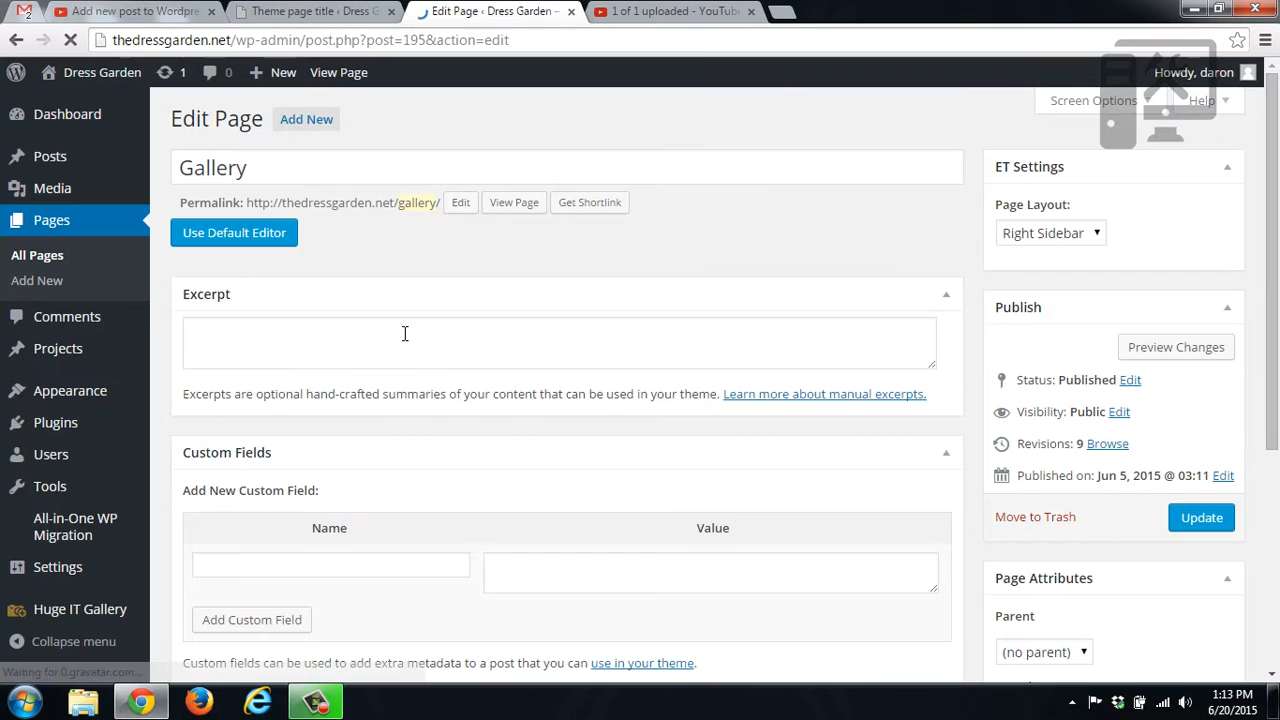 Add new post to Wordpre
Theme page title ‹ Dress G
Edit Page ‹ Dress Garden –
1 of 1 uploaded - YouTube
thedressgarden.net/wp-admin/post.php?post=195&action=edit
Dress Garden
1
0
New
View Page
Howdy, daron
Dashboard
Posts
Media
Pages
All Pages
Add New
Comments
Projects
Appearance
Plugins
Users
Tools
All-in-One WP
Migration
Settings
Huge IT Gallery
Collapse menu
Waiting for 0.gravatar.com...
Screen Options
Help
Edit Page
Add New
Gallery
Permalink: http://thedressgarden.net/gallery/
Edit
View Page
Get Shortlink
Use Default Editor
Excerpt
Excerpts are optional hand-crafted summaries of your content that can be used in your theme. Learn more about manual excerpts.
Custom Fields
Add New Custom Field:
Name
Value
Add Custom Field
Custom fields can be used to add extra metadata to a post that you can use in your theme.
ET Settings
Page Layout:
Right Sidebar
Publish
Preview Changes
Status: Published Edit
Visibility: Public Edit
Revisions: 9 Browse
Published on: Jun 5, 2015 @ 03:11 Edit
Move to Trash
Update
Page Attributes
Parent
(no parent)
1:13 PM
6/20/2015